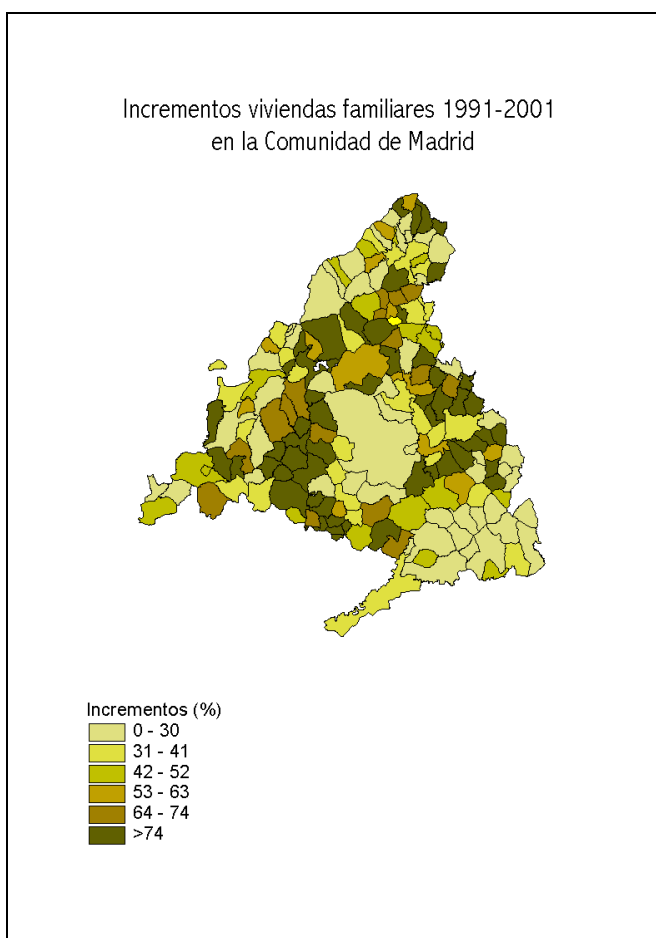 Incrementos viviendas familiares 1991-2001
en la Comunidad de Madrid
Incrementos (%)
0 - 30
31 - 41
42 - 52
53 - 63
64 - 74
>74